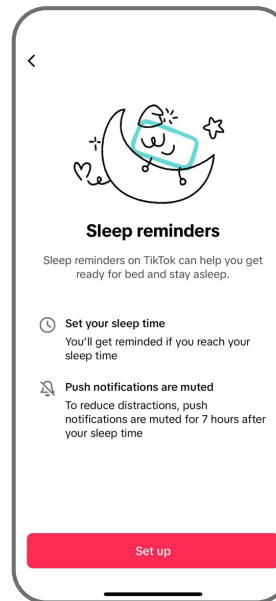 Sleep reminders
Sleep reminders on TikTok can help you get
ready for bed and stay asleep.
Set your sleep time
You'll get reminded if you reach your
sleep time
Push notifications are muted
To reduce distractions, push
notifications are muted for 7 hours after
your sleep time
Set up